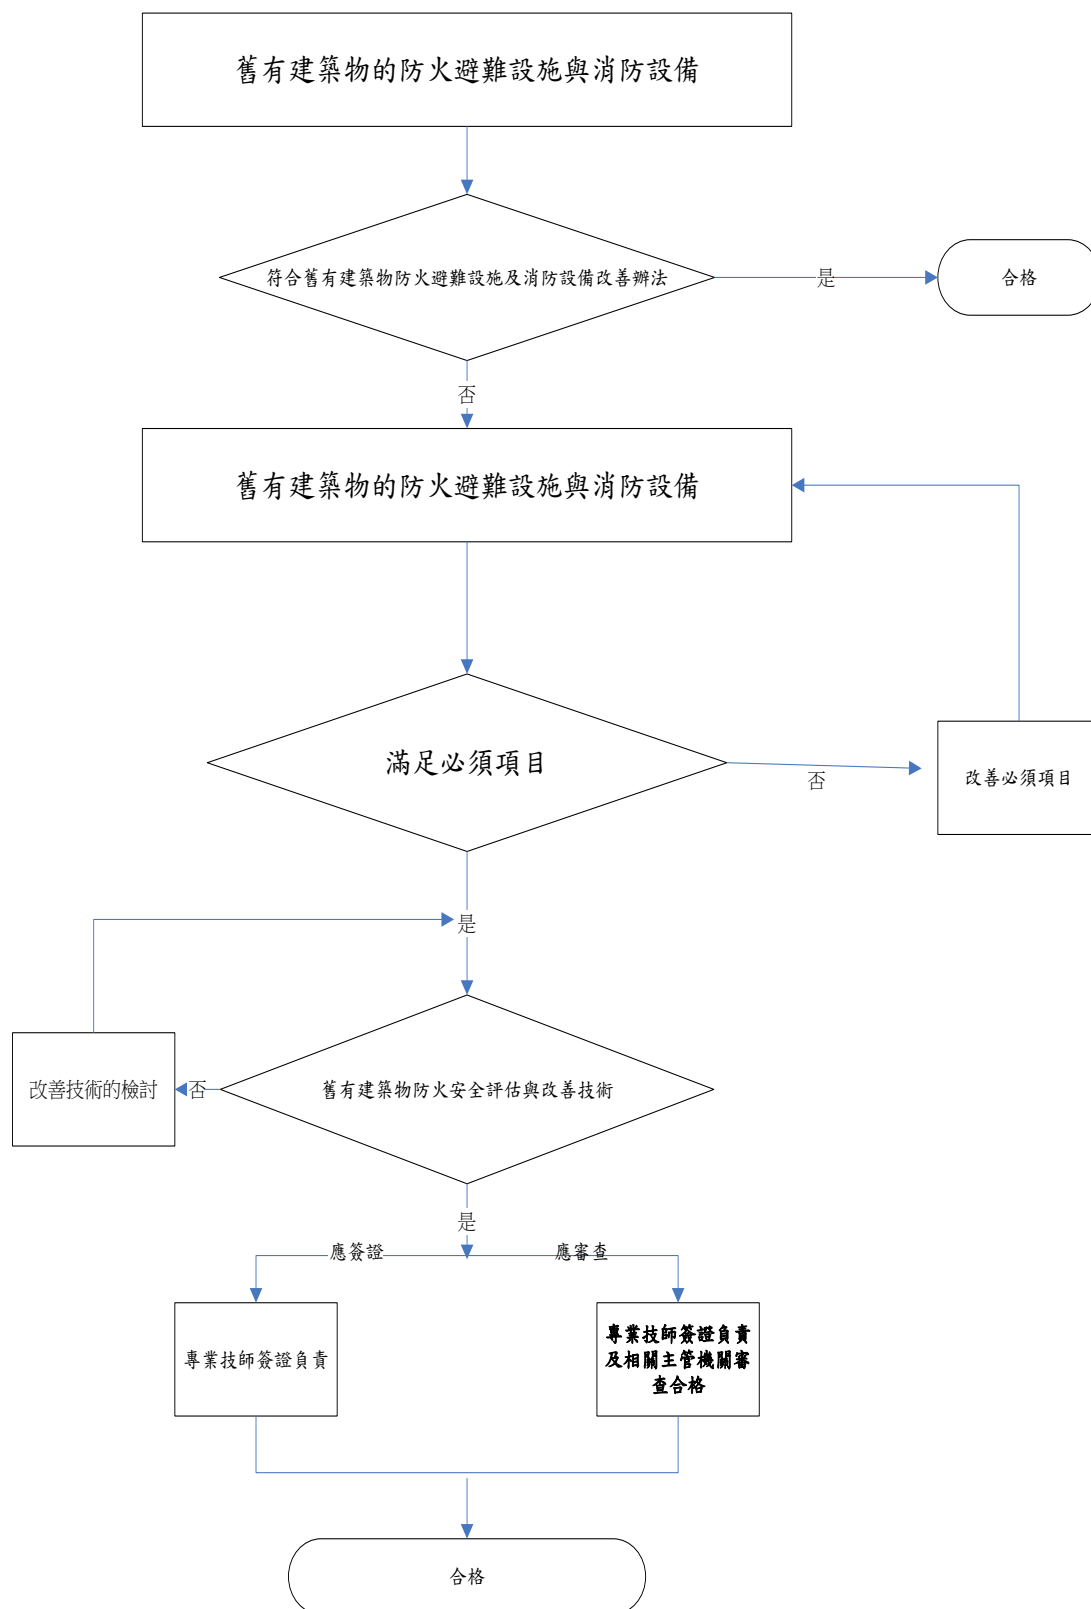 舊有建築物的防火避難設施與消防設備
符合舊有建築物防火避難設施及消防設備改善辦法
是
合格
否
舊有建築物的防火避難設施與消防設備
滿足必須項目
否
改善必須項目
是
改善技術的檢討
否
舊有建築物防火安全評估與改善技術
是
應簽證
應審查
專業技師簽證負責
專業技師簽證負責
及相關主管機關審
查合格
合格